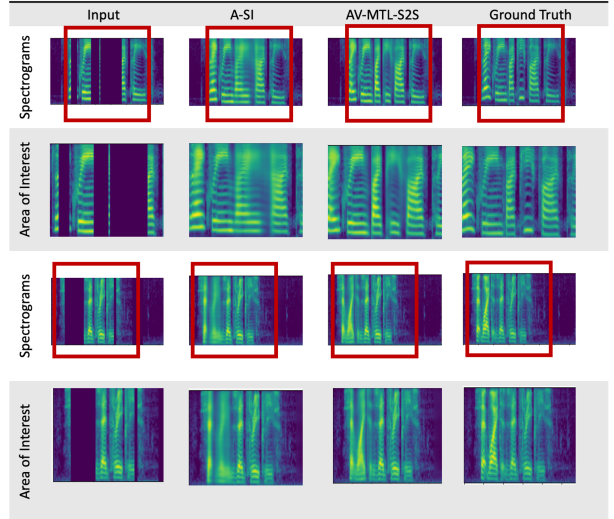 Input A-SI AV-MTL-S2S Ground Truth
Spectrograms
Area of Interest
Spectrograms
Area of Interest